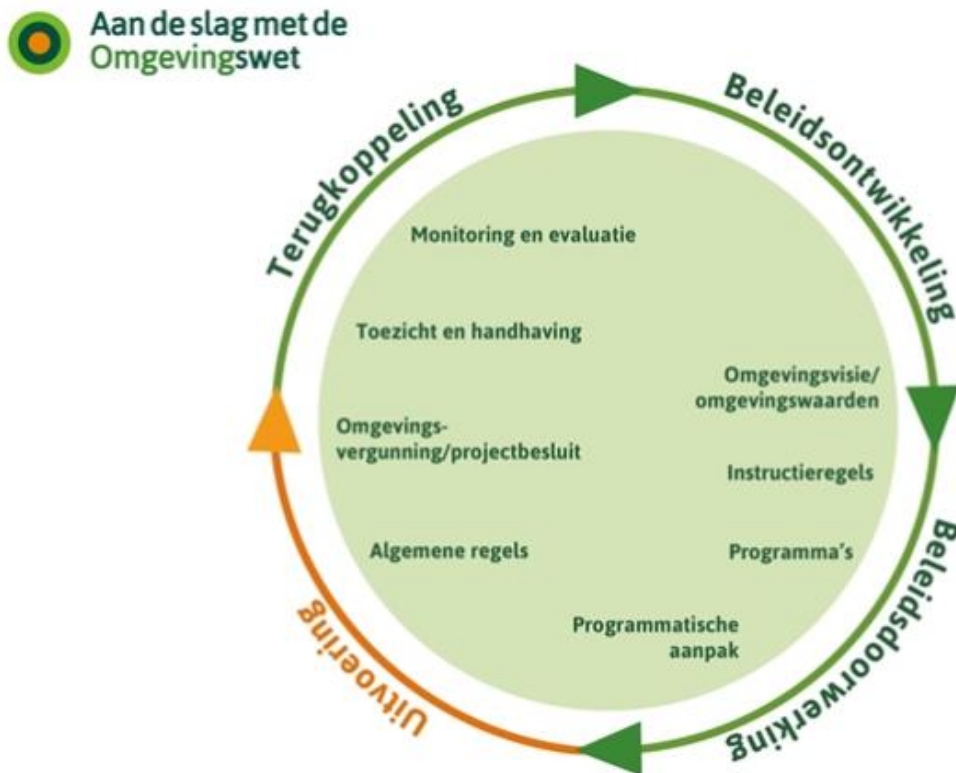 Aan de slag met de
Omgevingswet
Terugkoppeling
Beleidsontwikkeling
Monitoring en evaluatie
Toezicht en handhaving
Omgevingsvisie/
omgevingswaarden
Omgevings-
vergunning/projectbesluit
Instructieregels
Algemene regels
Programma's
Programmatische
aanpak
Uitvoering
Beleidsdoorwerking